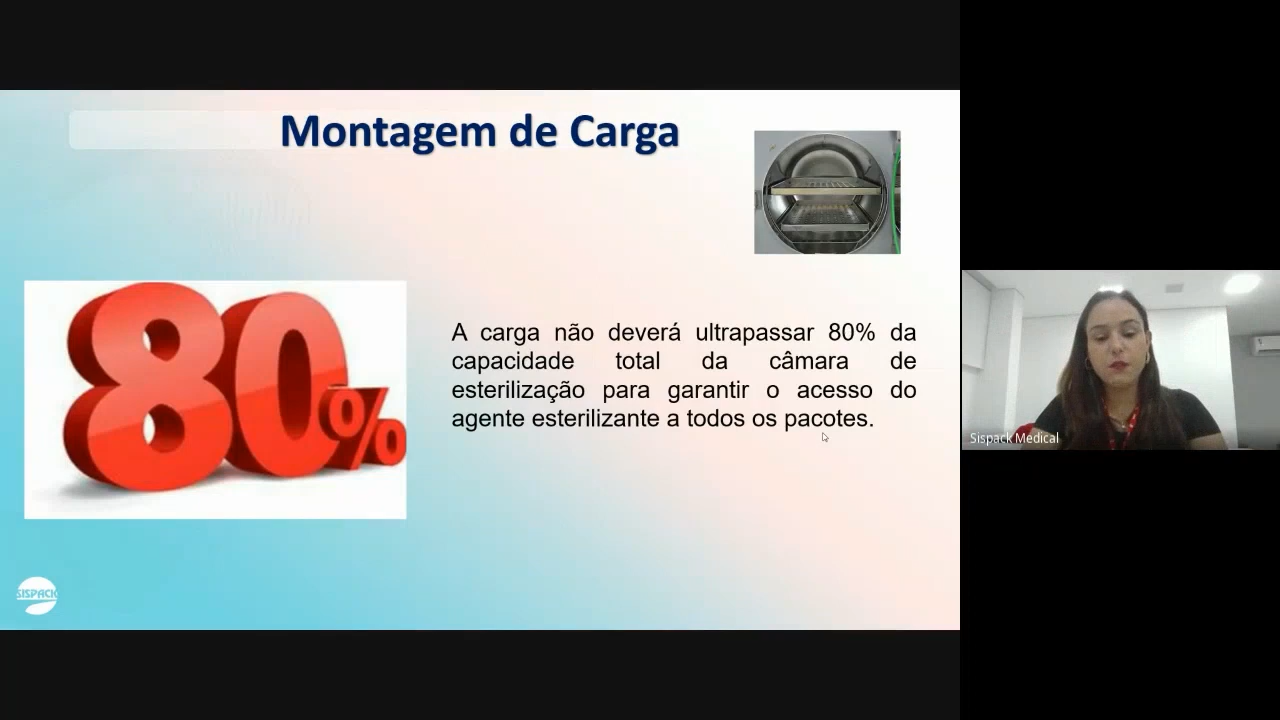 Montagem de Carga
80%
A carga não deverá ultrapassar 80% da
capacidade total da câmara de
esterilização para garantir o acesso do
agente esterilizante a todos os pacotes.
SISPACK
Sispack Medical